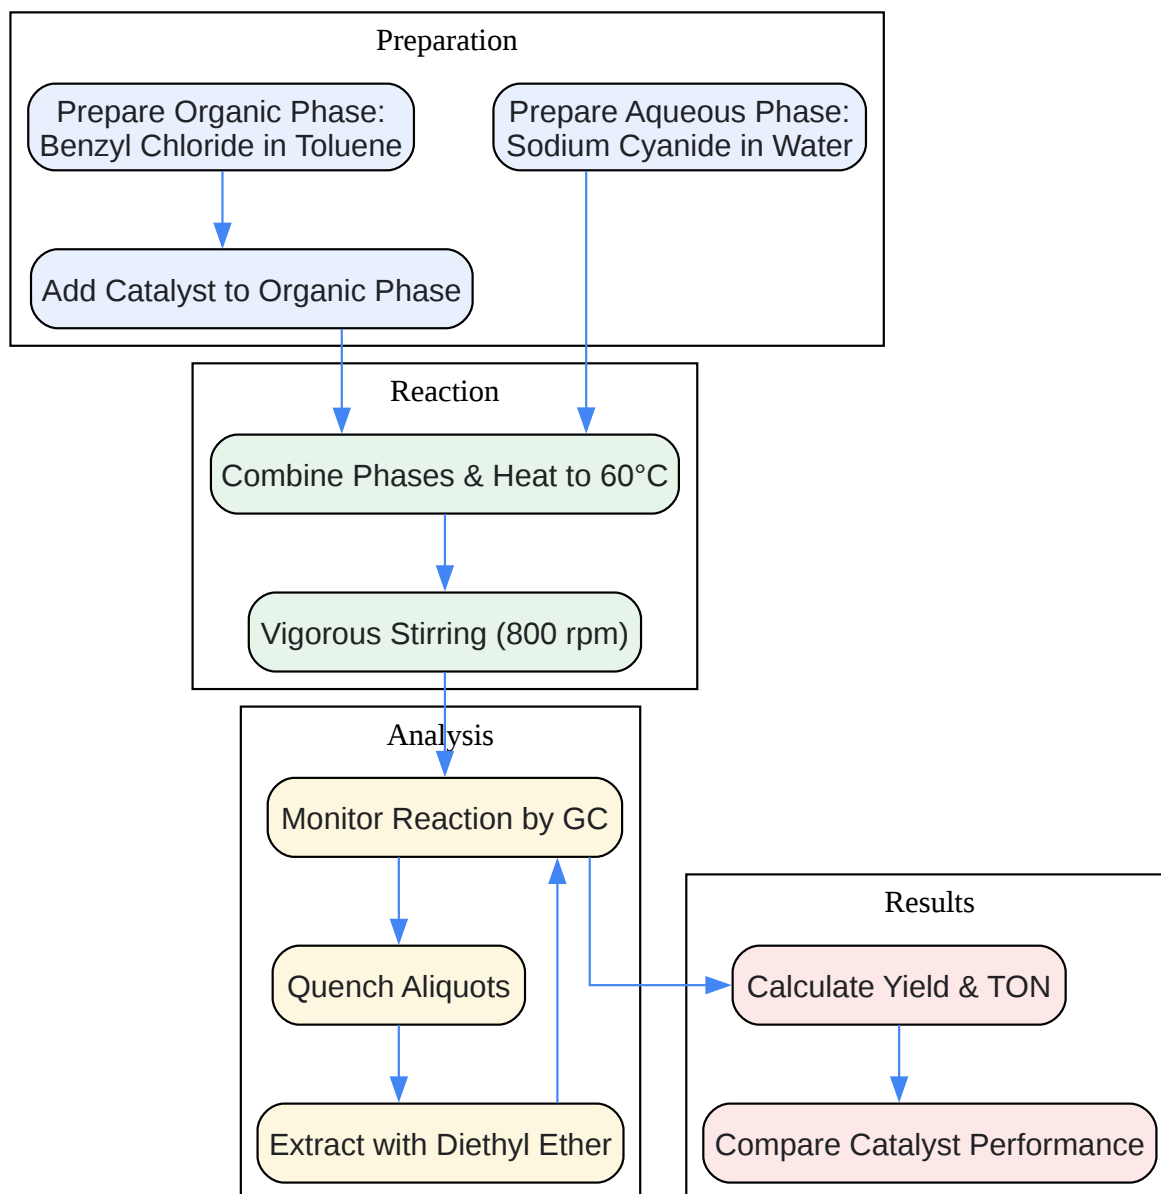 Preparation
Prepare Organic Phase:
Benzyl Chloride in Toluene
Prepare Aqueous Phase:
Sodium Cyanide in Water
Add Catalyst to Organic Phase
Reaction
Combine Phases & Heat to 60°C
Vigorous Stirring (800 rpm)
Analysis
Monitor Reaction by GC
Quench Aliquots
Extract with Diethyl Ether
Results
Calculate Yield & TON
Compare Catalyst Performance